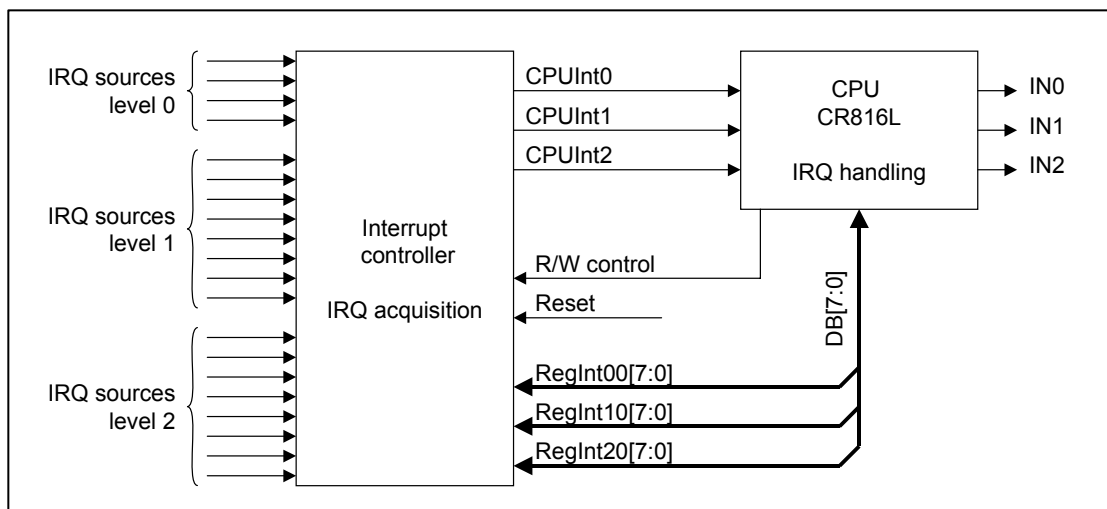 IRQ sources
level 0
IRQ sources
level 1
IRQ sources
level 2
Interrupt
controller
IRQ acquisition
CPUInt0
CPUInt1
CPUInt2
R/W control
Reset
RegInt00[7:0]
RegInt10[7:0]
RegInt20[7:0]
CPU
CR816L
IRQ handling
DB[7:0]
IN0
IN1
IN2